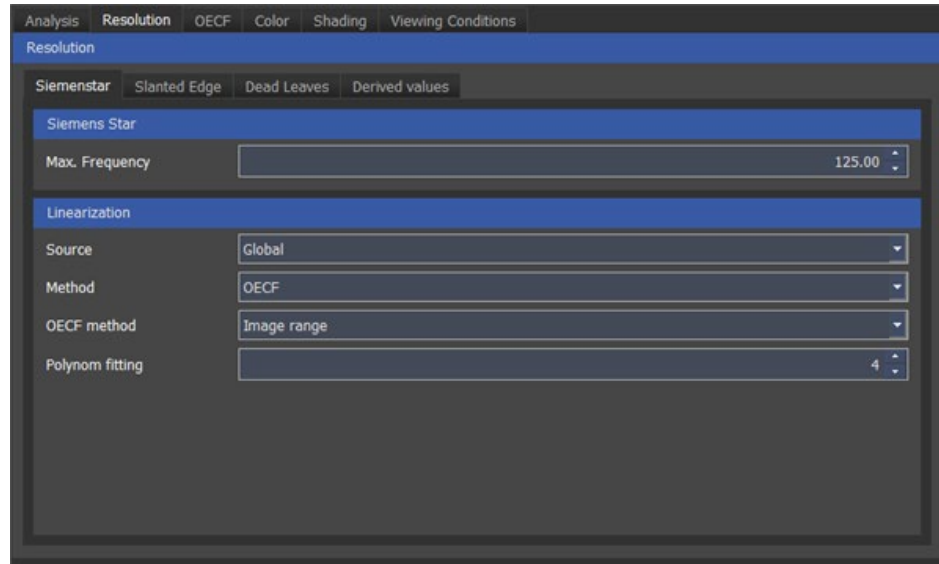 Analysis Resolution OECF Color Shading Viewing Conditions
Resolution
Siemenstar Slanted Edge Dead Leaves Derived values
Siemens Star
Max. Frequency 125.00
Linearization
Source Global
Method OECF
OECF method Image range
Polynom fitting 4